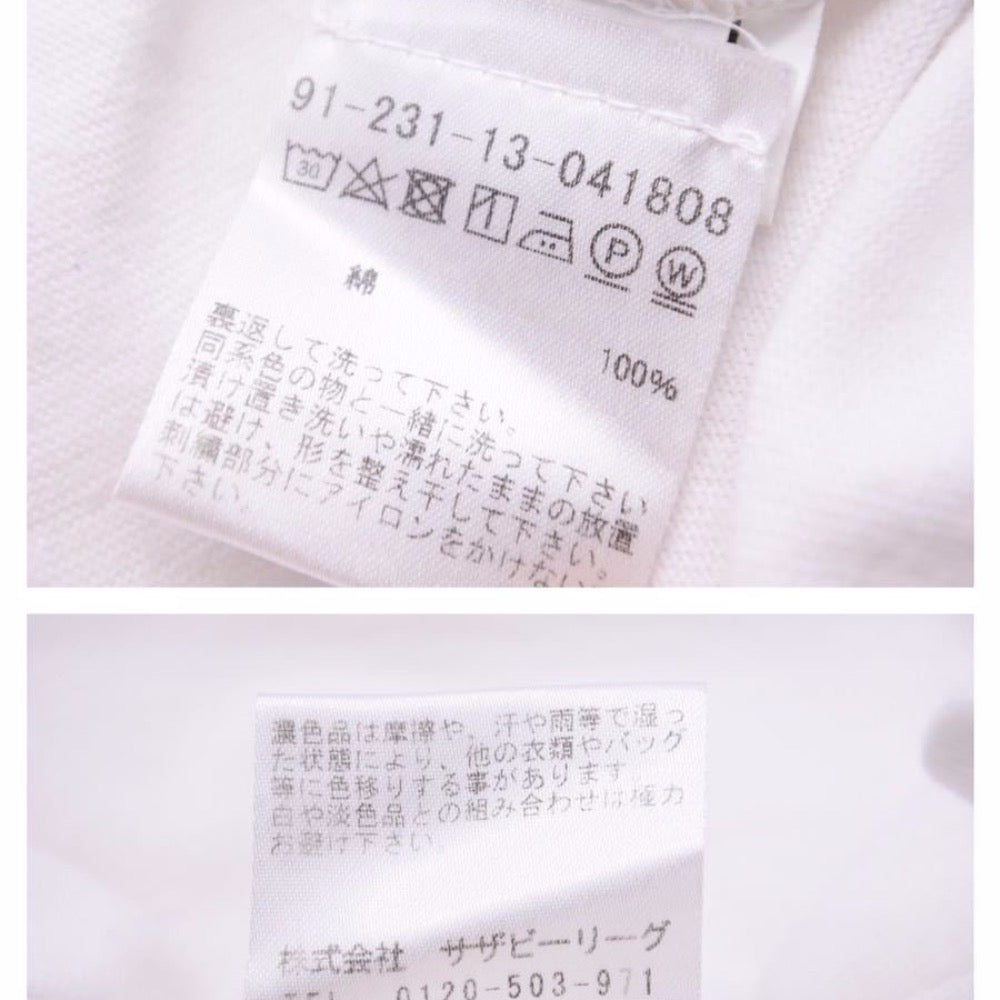 91-231-13-041808
30
P W
綿
100%
裏返して洗って下さい。
同系色の物と一緒に洗って下さい
漬け置き洗いや濡れたままの放置
は避け、形を整え干して下さい。
刺繍部分にアイロンをかけない
下さい
濃色品は摩擦や、汗や雨等で湿っ
た状態により、他の衣類やバッグ
等に色移りする事があります
白や淡色品との組み合わせは極力
お避け下さい。
株式会社 サザビーリーグ
TEL 0120-503-971